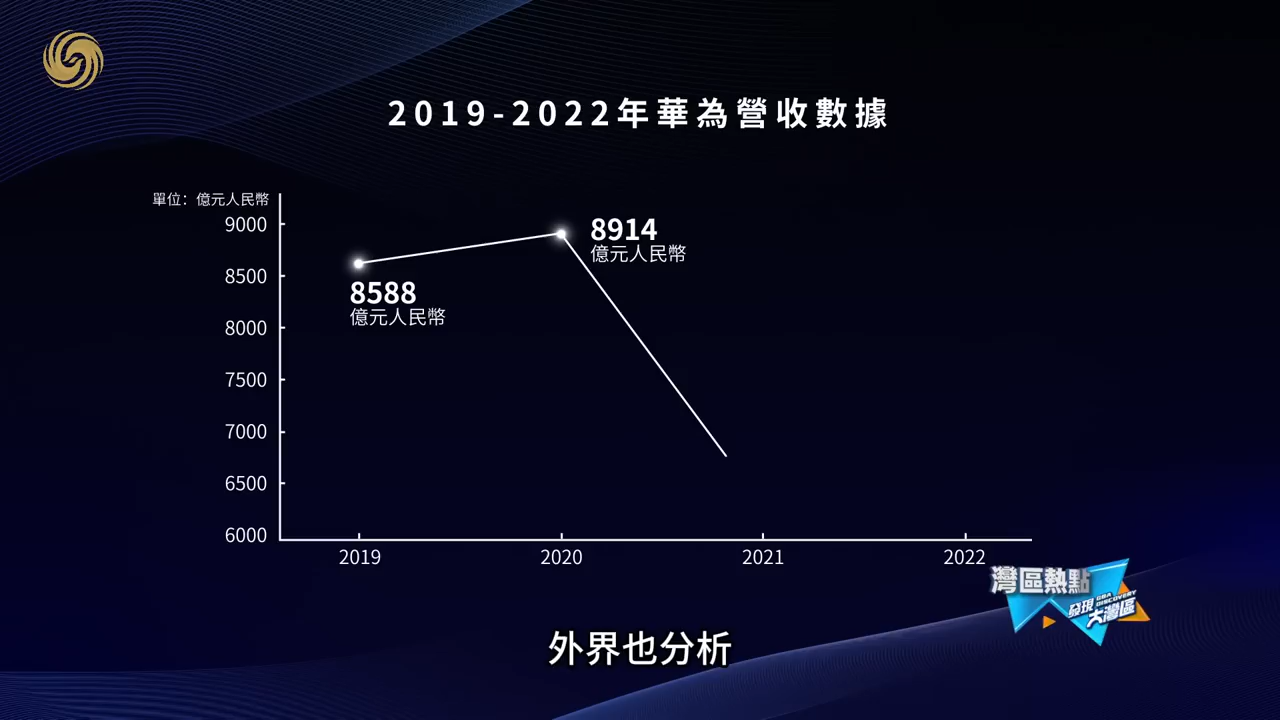 2019-2022年華為營收數據
單位：億元人民幣
9000
8500
8000
7500
7000
6500
6000
8588
億元人民幣
8914
億元人民幣
2019
2020
2021
2022
灣區熱點
發現
GBA DISCOVERY
大灣區
外界也分析